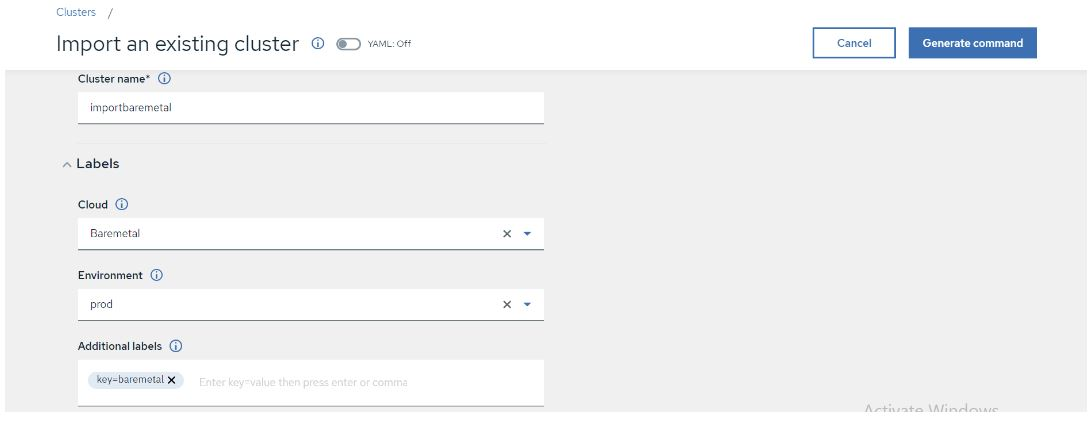 Clusters /
Import an existing cluster YAML: Off Cancel Generate command
Cluster name*
importbaremetal
Labels
Cloud
Baremetal
Environment
prod
Additional labels
key=baremetal Enter key=value then press enter or comma
Activate Windows